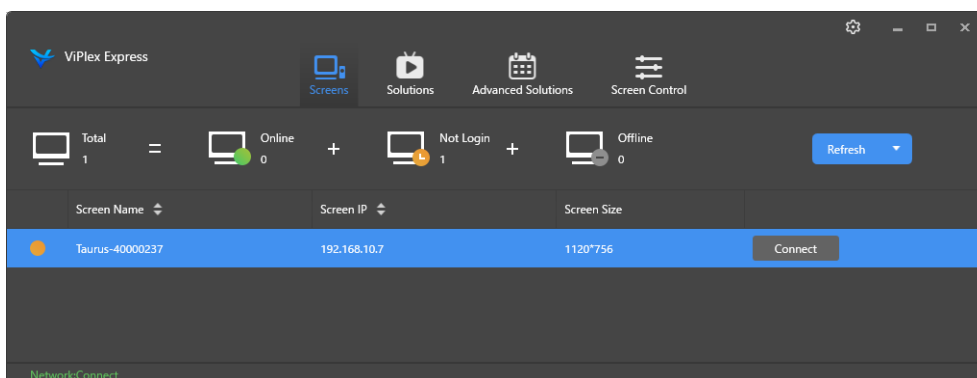 ViPlex Express
Screens
Solutions
Advanced Solutions
Screen Control
Total
1
=
Online
0
+
Not Login
1
+
Offline
0
Refresh
Screen Name
Screen IP
Screen Size
Taurus-40000237
192.168.10.7
1120*756
Connect
Network:Connect